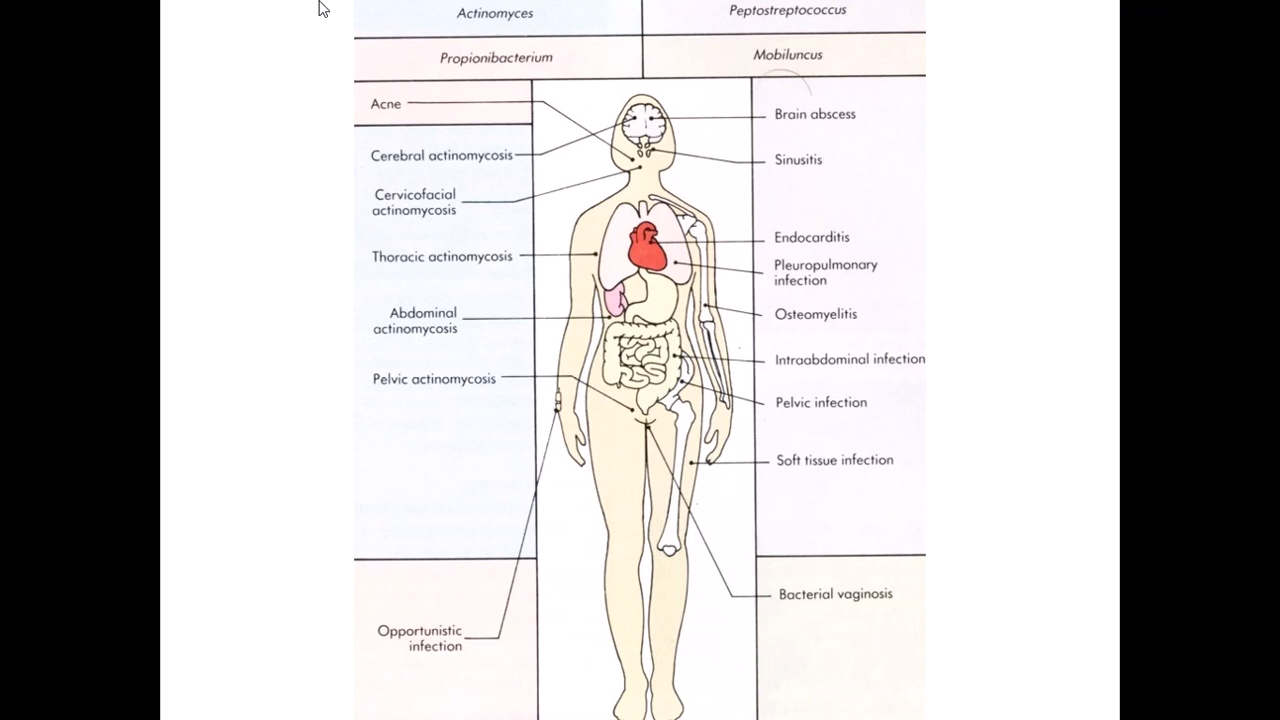 Actinomyces
Peptostreptococcus
Propionibacterium
Mobiluncus
Acne
Cerebral actinomycosis
Cervicofacial
actinomycosis
Thoracic actinomycosis
Abdominal
actinomycosis
Pelvic actinomycosis
Opportunistic
infection
Brain abscess
Sinusitis
Endocarditis
Pleuropulmonary
infection
Osteomyelitis
Intraabdominal infection
Pelvic infection
Soft tissue infection
Bacterial vaginosis